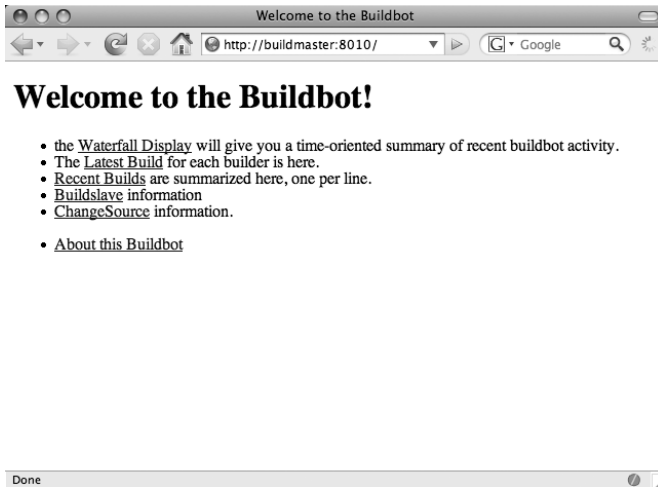 Welcome to the Buildbot
http://buildmaster:8010/
G Google
Welcome to the Buildbot!
the Waterfall Display will give you a time-oriented summary of recent buildbot activity.
The Latest Build for each builder is here.
Recent Builds are summarized here, one per line.
Buildslave information
ChangeSource information.
About this Buildbot
Done